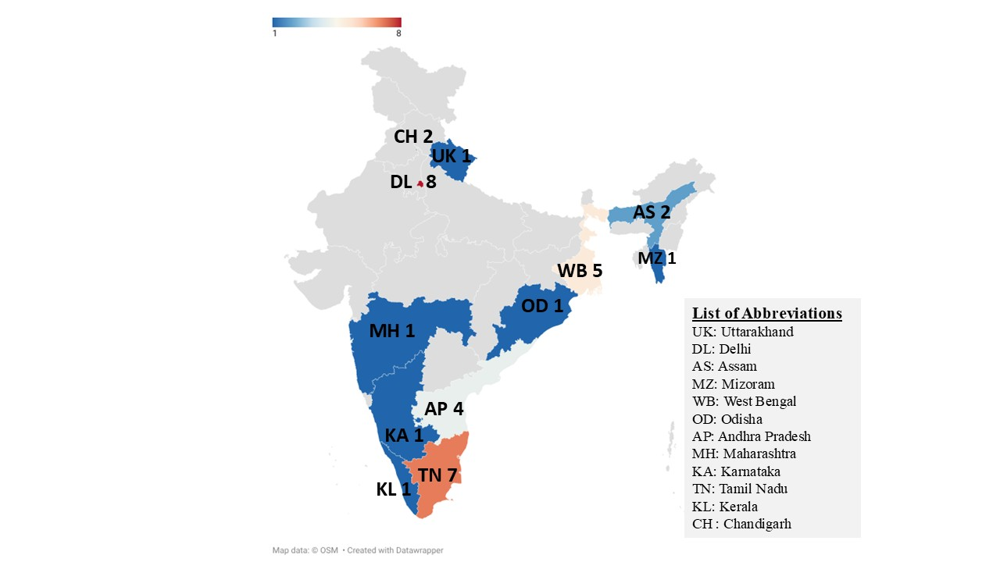 1 8
CH 2
UK 1
DL 8
AS 2
MZ 1
WB 5
OD 1
MH 1
AP 4
KA 1
TN 7
KL 1
List of Abbreviations
UK: Uttarakhand
DL: Delhi
AS: Assam
MZ: Mizoram
WB: West Bengal
OD: Odisha
AP: Andhra Pradesh
MH: Maharashtra
KA: Karnataka
TN: Tamil Nadu
KL: Kerala
CH : Chandigarh
Map data: © OSM • Created with Datawrapper